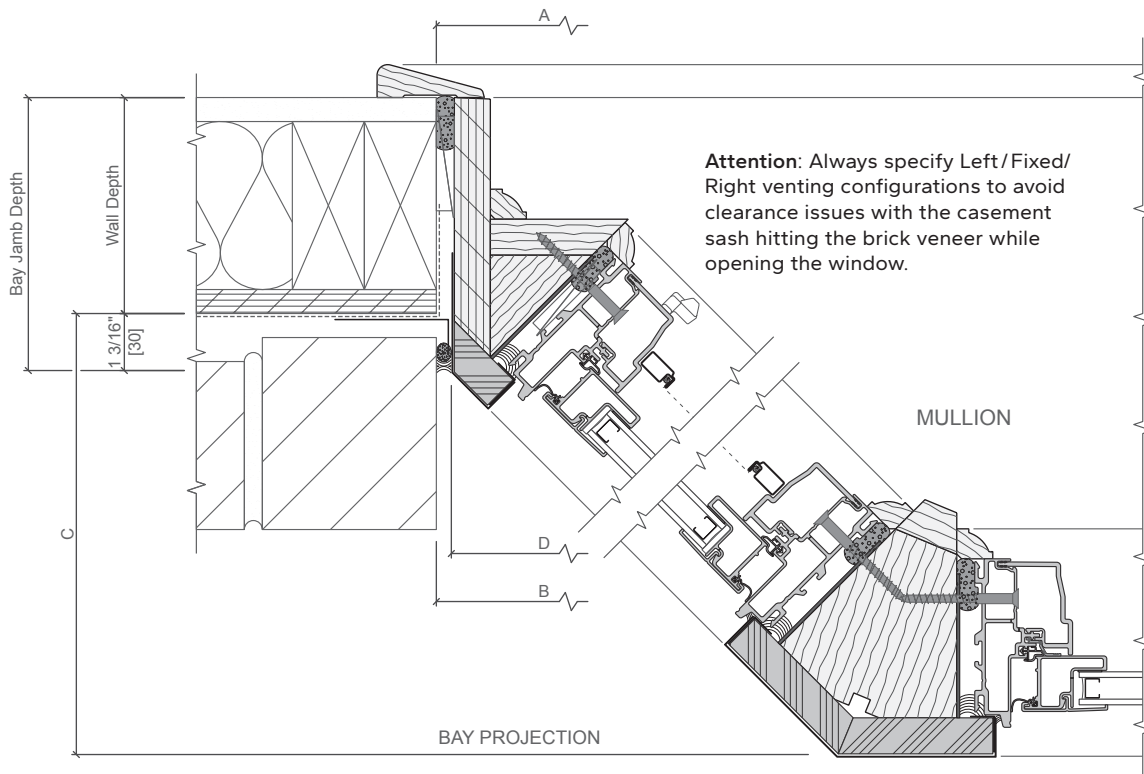 A
Attention: Always specify Left/Fixed/
Right venting configurations to avoid
clearance issues with the casement
sash hitting the brick veneer while
opening the window.
Bay Jamb Depth
Wall Depth
1 3/16"
[30]
MULLION
C
D
B
BAY PROJECTION